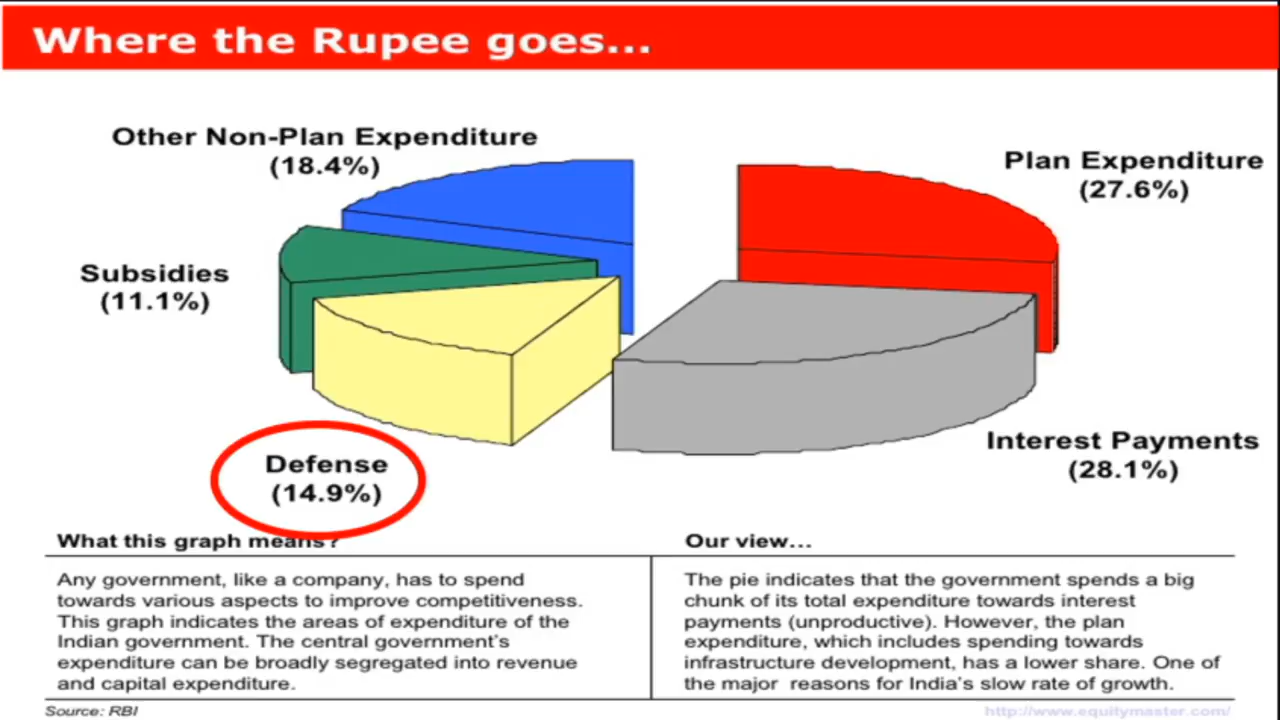 Where the Rupee goes...
Other Non-Plan Expenditure
(18.4%)
Plan Expenditure
(27.6%)
Subsidies
(11.1%)
Interest Payments
(28.1%)
Defense
(14.9%)
What this graph means?
Any government, like a company, has to spend
towards various aspects to improve competitiveness.
This graph indicates the areas of expenditure of the
Indian government. The central government's
expenditure can be broadly segregated into revenue
and capital expenditure.
Our view...
The pie indicates that the government spends a big
chunk of its total expenditure towards interest
payments (unproductive). However, the plan
expenditure, which includes spending towards
infrastructure development, has a lower share. One of
the major  reasons for India's slow rate of growth.
Source: RBI
http://www.equitymaster.com/